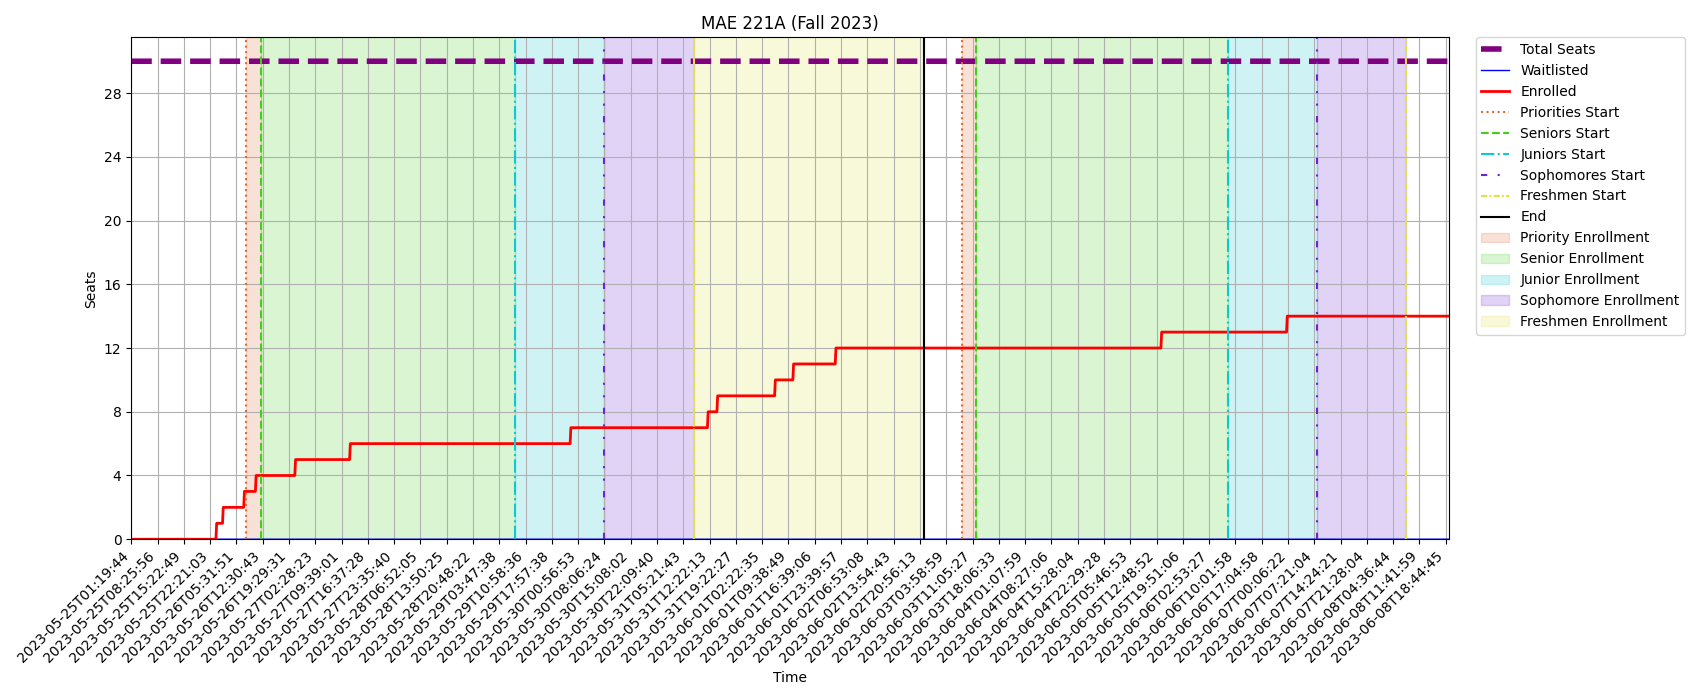 MAE 221A (Fall 2023)
Total Seats
Waitlisted
Enrolled
Priorities Start
Seniors Start
Juniors Start
Sophomores Start
Freshmen Start
End
Priority Enrollment
Senior Enrollment
Junior Enrollment
Sophomore Enrollment
Freshmen Enrollment
Seats
28
24
20
16
12
8
4
0
2023-05-25T01:19:44
2023-05-25T08:25:56
2023-05-25T15:22:49
2023-05-25T22:21:03
2023-05-26T05:31:51
2023-05-26T12:30:43
2023-05-26T19:29:31
2023-05-27T02:28:23
2023-05-27T09:39:01
2023-05-27T16:37:28
2023-05-27T23:35:40
2023-05-28T06:52:05
2023-05-28T13:50:25
2023-05-28T20:48:22
2023-05-29T03:47:38
2023-05-29T10:58:36
2023-05-29T17:57:38
2023-05-30T00:56:53
2023-05-30T08:06:24
2023-05-30T15:08:02
2023-05-30T22:09:40
2023-05-31T05:21:43
2023-05-31T12:22:13
2023-05-31T19:22:27
2023-06-01T02:22:35
2023-06-01T09:38:49
2023-06-01T16:39:06
2023-06-01T23:39:57
2023-06-02T06:53:08
2023-06-02T13:54:43
2023-06-02T20:56:13
2023-06-03T03:58:59
2023-06-03T11:05:27
2023-06-03T18:06:33
2023-06-04T01:07:59
2023-06-04T08:27:06
2023-06-04T15:28:04
2023-06-04T22:29:28
2023-06-05T05:46:53
2023-06-05T12:48:52
2023-06-05T19:51:06
2023-06-06T02:53:27
2023-06-06T10:01:58
2023-06-06T17:04:58
2023-06-07T00:06:22
2023-06-07T07:21:04
2023-06-07T14:24:21
2023-06-07T21:28:04
2023-06-08T04:36:44
2023-06-08T11:41:59
2023-06-08T18:44:45
Time